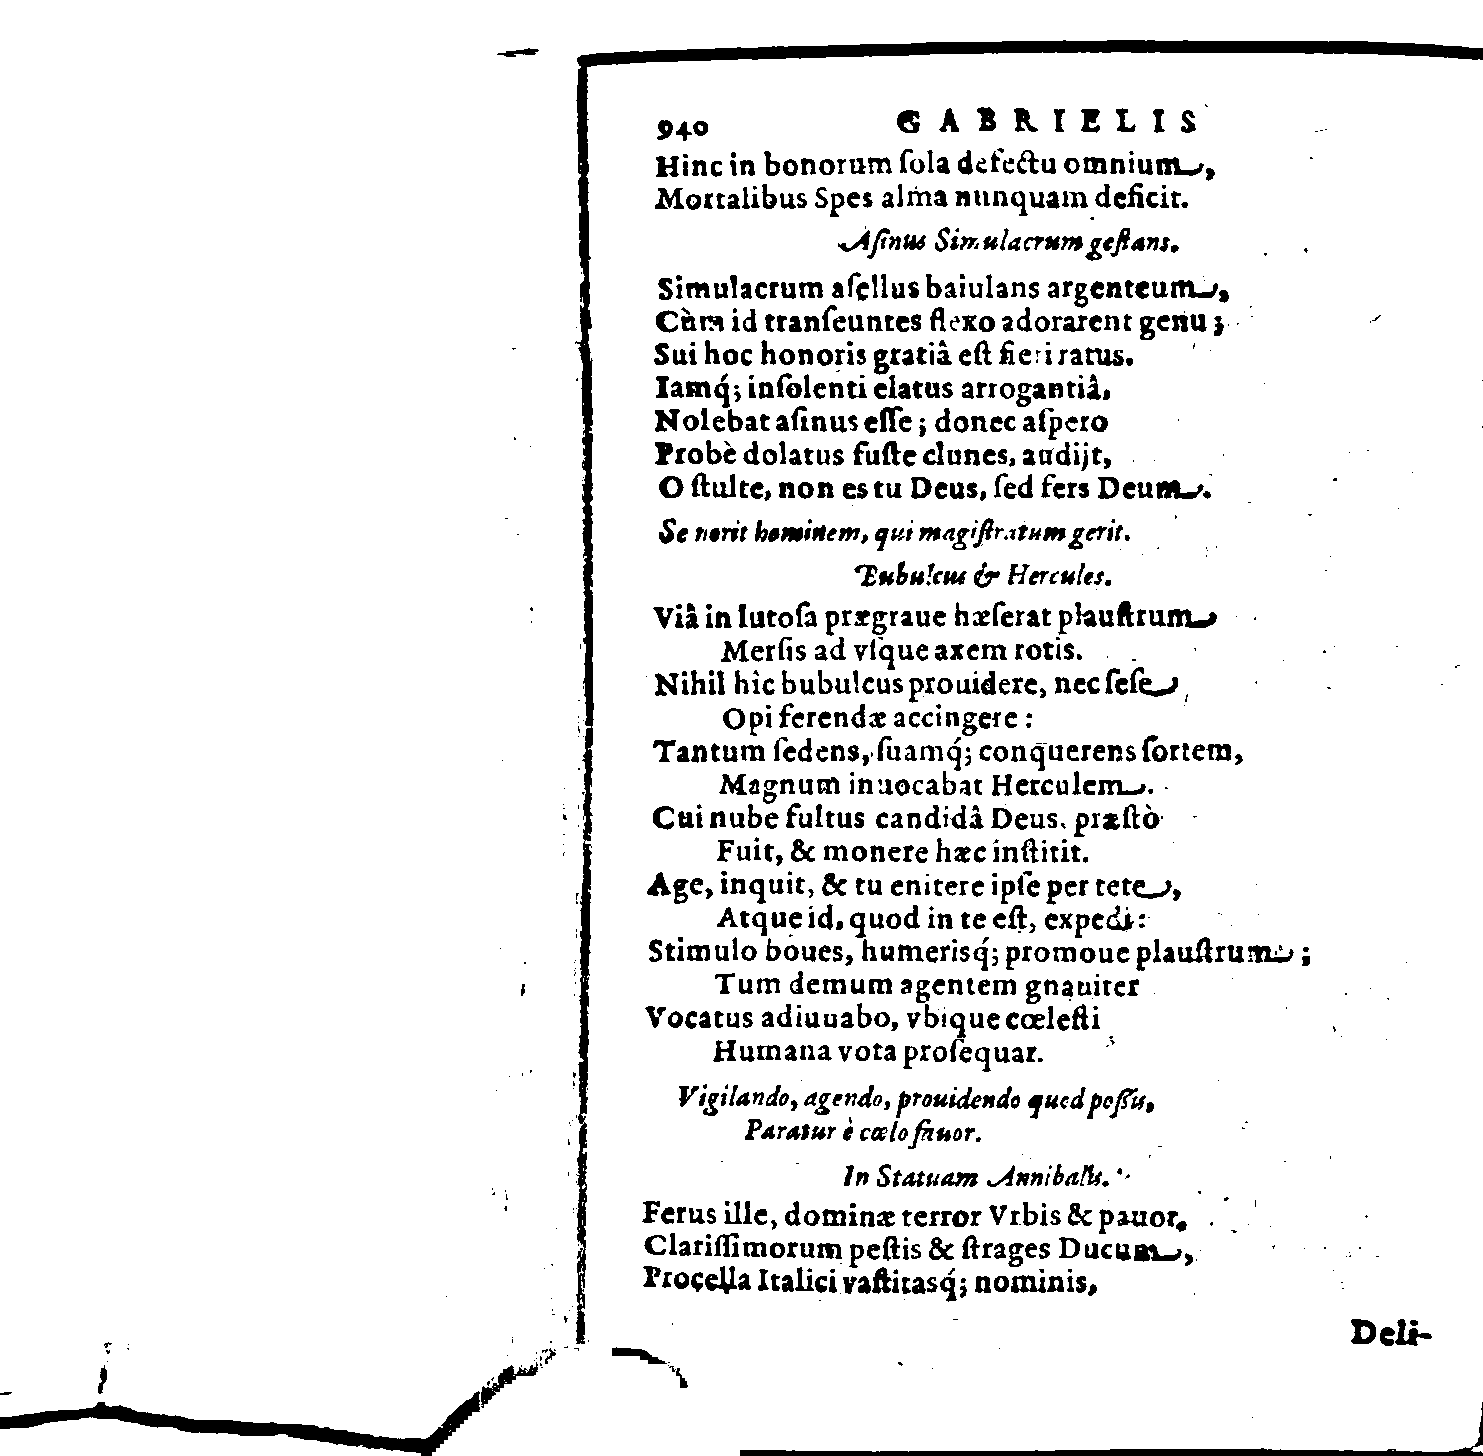 940 GABRIELIS
Hinc in bonorum ſola defectu omnium,
Mortalibus Spes alma nunquam deficit.
Aſinus Simulacrum geſtans.
Simulacrum aſellus baiulans argenteum,
Cùm id tranſeuntes flexo adorarent genu;
Sui hoc honoris gratiâ eſt fieri ratus.
Iamq́; inſolenti elatus arrogantiâ,
Nolebat aſinus eſſe; donec aſpero
Probè dolatus fuſte clunes, audijt,
O ſtulte, non es tu Deus, ſed fers Deum.
Se norit hominem, qui magiſtratum gerit.
Bubulcus & Hercules.
Viâ in lutoſa prægraue hæſerat plauſtrum
Merſis ad vſque axem rotis.
Nihil hîc bubulcus prouidere, nec ſeſe,
Opi ferendæ accingere:
Tantum ſedens, ſuamq́; conquerens ſortem,
Magnum inuocabat Herculem.
Cui nube fultus candidâ Deus, præſtò
Fuit, & monere hæc inſtitit.
Age, inquit, & tu enitere ipſe per tete,
Atque id, quod in te eſt, expedi:
Stimulo boues, humerisq́; promoue plauſtrum;
Tum demum agentem gnauiter
Vocatus adiuuabo, vbique cœleſti
Humana vota proſequar.
Vigilando, agendo, prouidendo quod poſſis,
Paratur è cœlo fauor.
In Statuam Annibalis.
Ferus ille, dominæ terror Vrbis & pauor,
Clariſſimorum peſtis & ſtrages Ducum,
Procella Italici vaſtitasq́; nominis,
Deli-